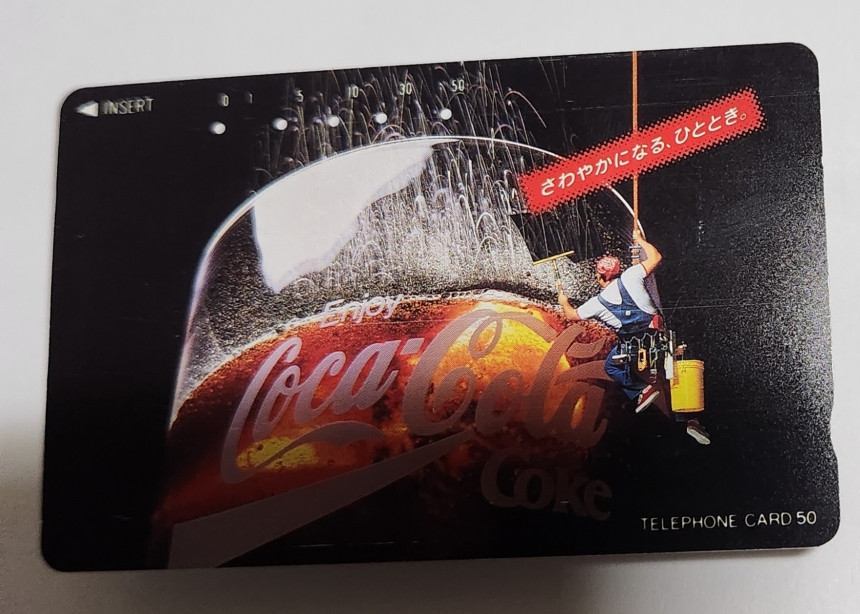 INSERT
0 1 5 10 30 50
さわやかになる、ひととき。
Enjoy
Coca-Cola
Coke
TELEPHONE CARD 50